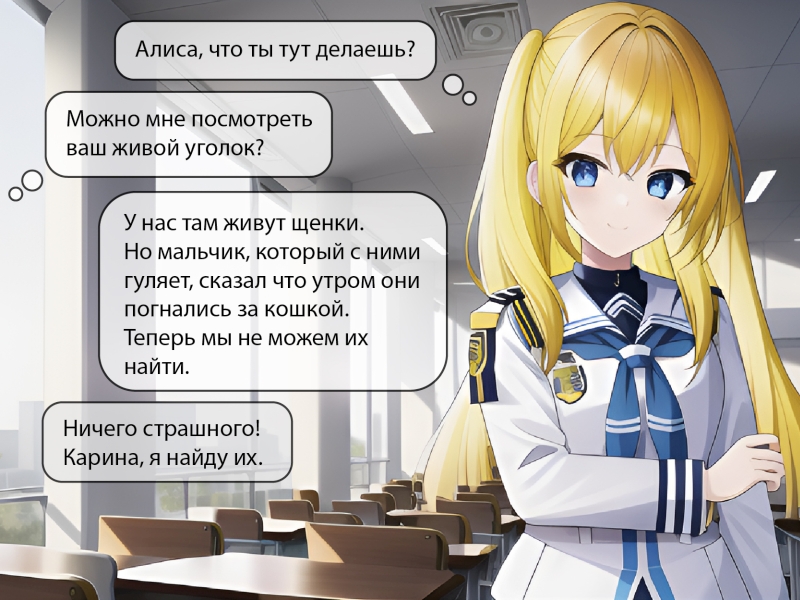 Алиса, что ты тут делаешь?
Можно мне посмотреть
ваш живой уголок?
У нас там живут щенки.
Но мальчик, который с ними
гуляет, сказал что утром они
погнались за кошкой.
Теперь мы не можем их
найти.
Ничего страшного!
Карина, я найду их.